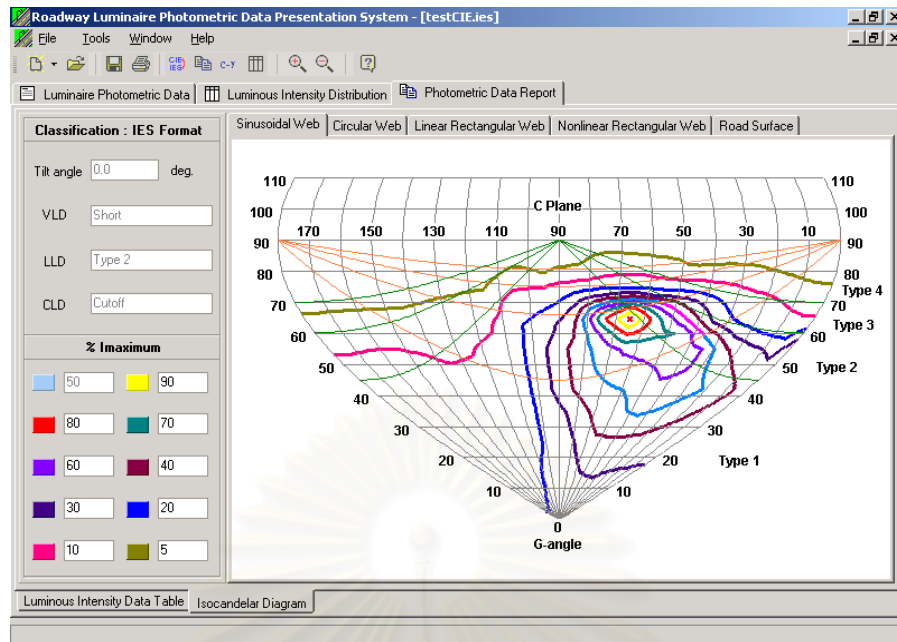 Roadway Luminaire Photometric Data Presentation System - [testCIE.ies]
File Tools Window Help
CIE IES c-γ
Luminaire Photometric Data Luminous Intensity Distribution Photometric Data Report
Classification : IES Format
Tilt angle 0.0 deg.
VLD Short
LLD Type 2
CLD Cutoff
% Imaximum
50 90
80 70
60 40
30 20
10 5
Sinusoidal Web Circular Web Linear Rectangular Web Nonlinear Rectangular Web Road Surface
110 110
100 C Plane 100
170 150 130 110 90 70 50 30 10
90 90
80 80
Type 4
70 70
Type 3
60 60
50 50 Type 2
40 40
30 30
20 20 Type 1
10 10
0
G-angle
Luminous Intensity Data Table Isocandelar Diagram